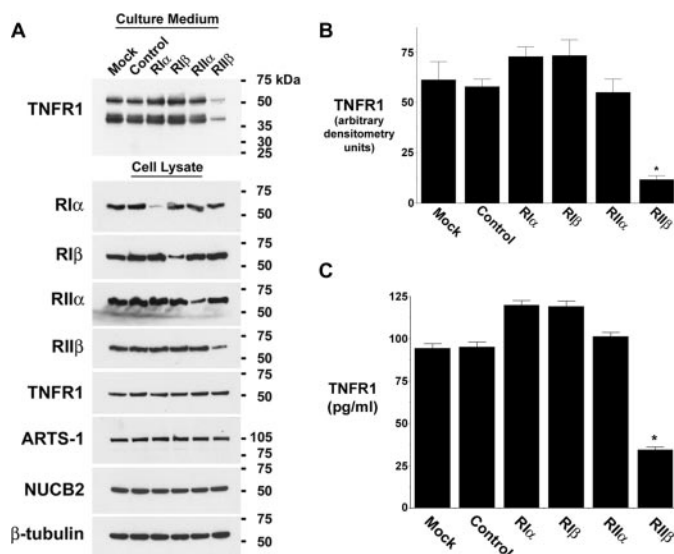 A
Culture Medium
Mock Control RIα RIβ RIIα RIIβ
TNFR1
75 kDa
50
35
30
25
Cell Lysate
RIα
75
50
RIβ
75
50
RIIα
75
50
RIIβ
75
50
TNFR1
75
50
ARTS-1
105
75
NUCB2
75
50
β-tubulin
75
50
B
TNFR1
(arbitrary
densitometry
units)
75
50
25
0
*
Mock Control RIα RIβ RIIα RIIβ
C
TNFR1
(pg/ml)
125
100
75
50
25
0
*
Mock Control RIα RIβ RIIα RIIβ